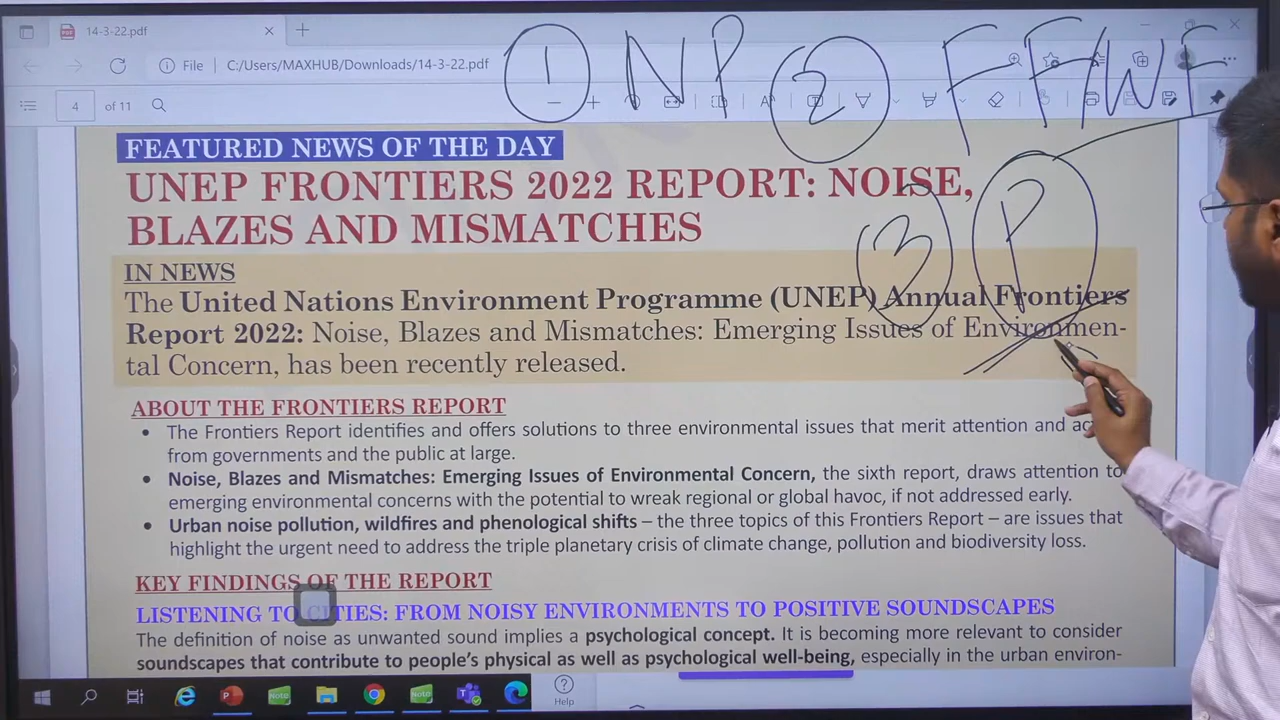 14-3-22.pdf
① NP ② FFWF
File C:/Users/MAXHUB/Downloads/14-3-22.pdf
4 of 11
FEATURED NEWS OF THE DAY
UNEP FRONTIERS 2022 REPORT: NOISE,
BLAZES AND MISMATCHES
③ P
IN NEWS
The United Nations Environment Programme (UNEP) Annual Frontiers
Report 2022: Noise, Blazes and Mismatches: Emerging Issues of Environmen-
tal Concern, has been recently released.
ABOUT THE FRONTIERS REPORT
• The Frontiers Report identifies and offers solutions to three environmental issues that merit attention and
from governments and the public at large.
• Noise, Blazes and Mismatches: Emerging Issues of Environmental Concern, the sixth report, draws attention to
emerging environmental concerns with the potential to wreak regional or global havoc, if not addressed early.
• Urban noise pollution, wildfires and phenological shifts – the three topics of this Frontiers Report – are issues that
highlight the urgent need to address the triple planetary crisis of climate change, pollution and biodiversity loss.
KEY FINDINGS OF THE REPORT
LISTENING TO CITIES: FROM NOISY ENVIRONMENTS TO POSITIVE SOUNDSCAPES
The definition of noise as unwanted sound implies a psychological concept. It is becoming more relevant to consider
soundscapes that contribute to people's physical as well as psychological well-being, especially in the urban environ-
Help